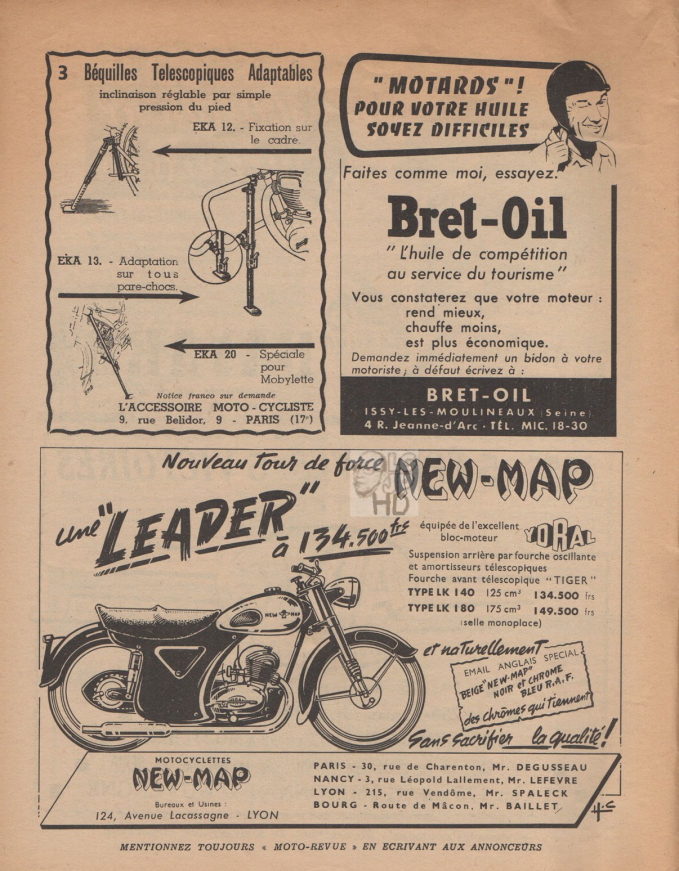 3 Béquilles Telescopiques Adaptables
inclinaison réglable par simple
pression du pied
EKA 12. - Fixation sur
le cadre.
EKA 13. - Adaptation
sur tous
pare-chocs.
EKA 20 - Spéciale
pour
Mobylette
Notice franco sur demande
L'ACCESSOIRE MOTO-CYCLISTE
9, rue Belidor, 9 - PARIS (17e)
"MOTARDS"!
POUR VOTRE HUILE
SOYEZ DIFFICILES
Faites comme moi, essayez:
Bret-Oil
"L'huile de compétition
au service du tourisme"
Vous constaterez que votre moteur :
rend mieux,
chauffe moins,
est plus économique.
Demandez immédiatement un bidon à votre
motoriste ; à défaut écrivez à :
BRET-OIL
ISSY-LES-MOULINEAUX (Seine)
4 R. Jeanne-d'Arc - TÉL. MIC. 18-30
Nouveau tour de force NEW-MAP
une "LEADER"
à 134.500 frs
HD
équipée de l'excellent
bloc-moteur YDRAL
Suspension arrière par fourche oscillante
et amortisseurs télescopiques
Fourche avant télescopique "TIGER"
TYPE LK 140 125 cm³ 134.500 frs
TYPE LK 180 175 cm³ 149.500 frs
(selle monoplace)
NEW MAP
et naturellement
EMAIL ANGLAIS SPECIAL
BEIGE "NEW-MAP"
NOIR et CHROME
BLEU R.A.F.
des chrômes qui tiennent
Sans sacrifier la qualité !
MOTOCYCLETTES
NEW-MAP
Bureaux et Usines :
124, Avenue Lacassagne - LYON
PARIS - 30, rue de Charenton, Mr. DEGUSSEAU
NANCY - 3, rue Léopold Lallement, Mr. LEFEVRE
LYON - 215, rue Vendôme, Mr. SPALECK
BOURG - Route de Mâcon, Mr. BAILLET
H.C
MENTIONNEZ TOUJOURS « MOTO-REVUE » EN ECRIVANT AUX ANNONCEURS